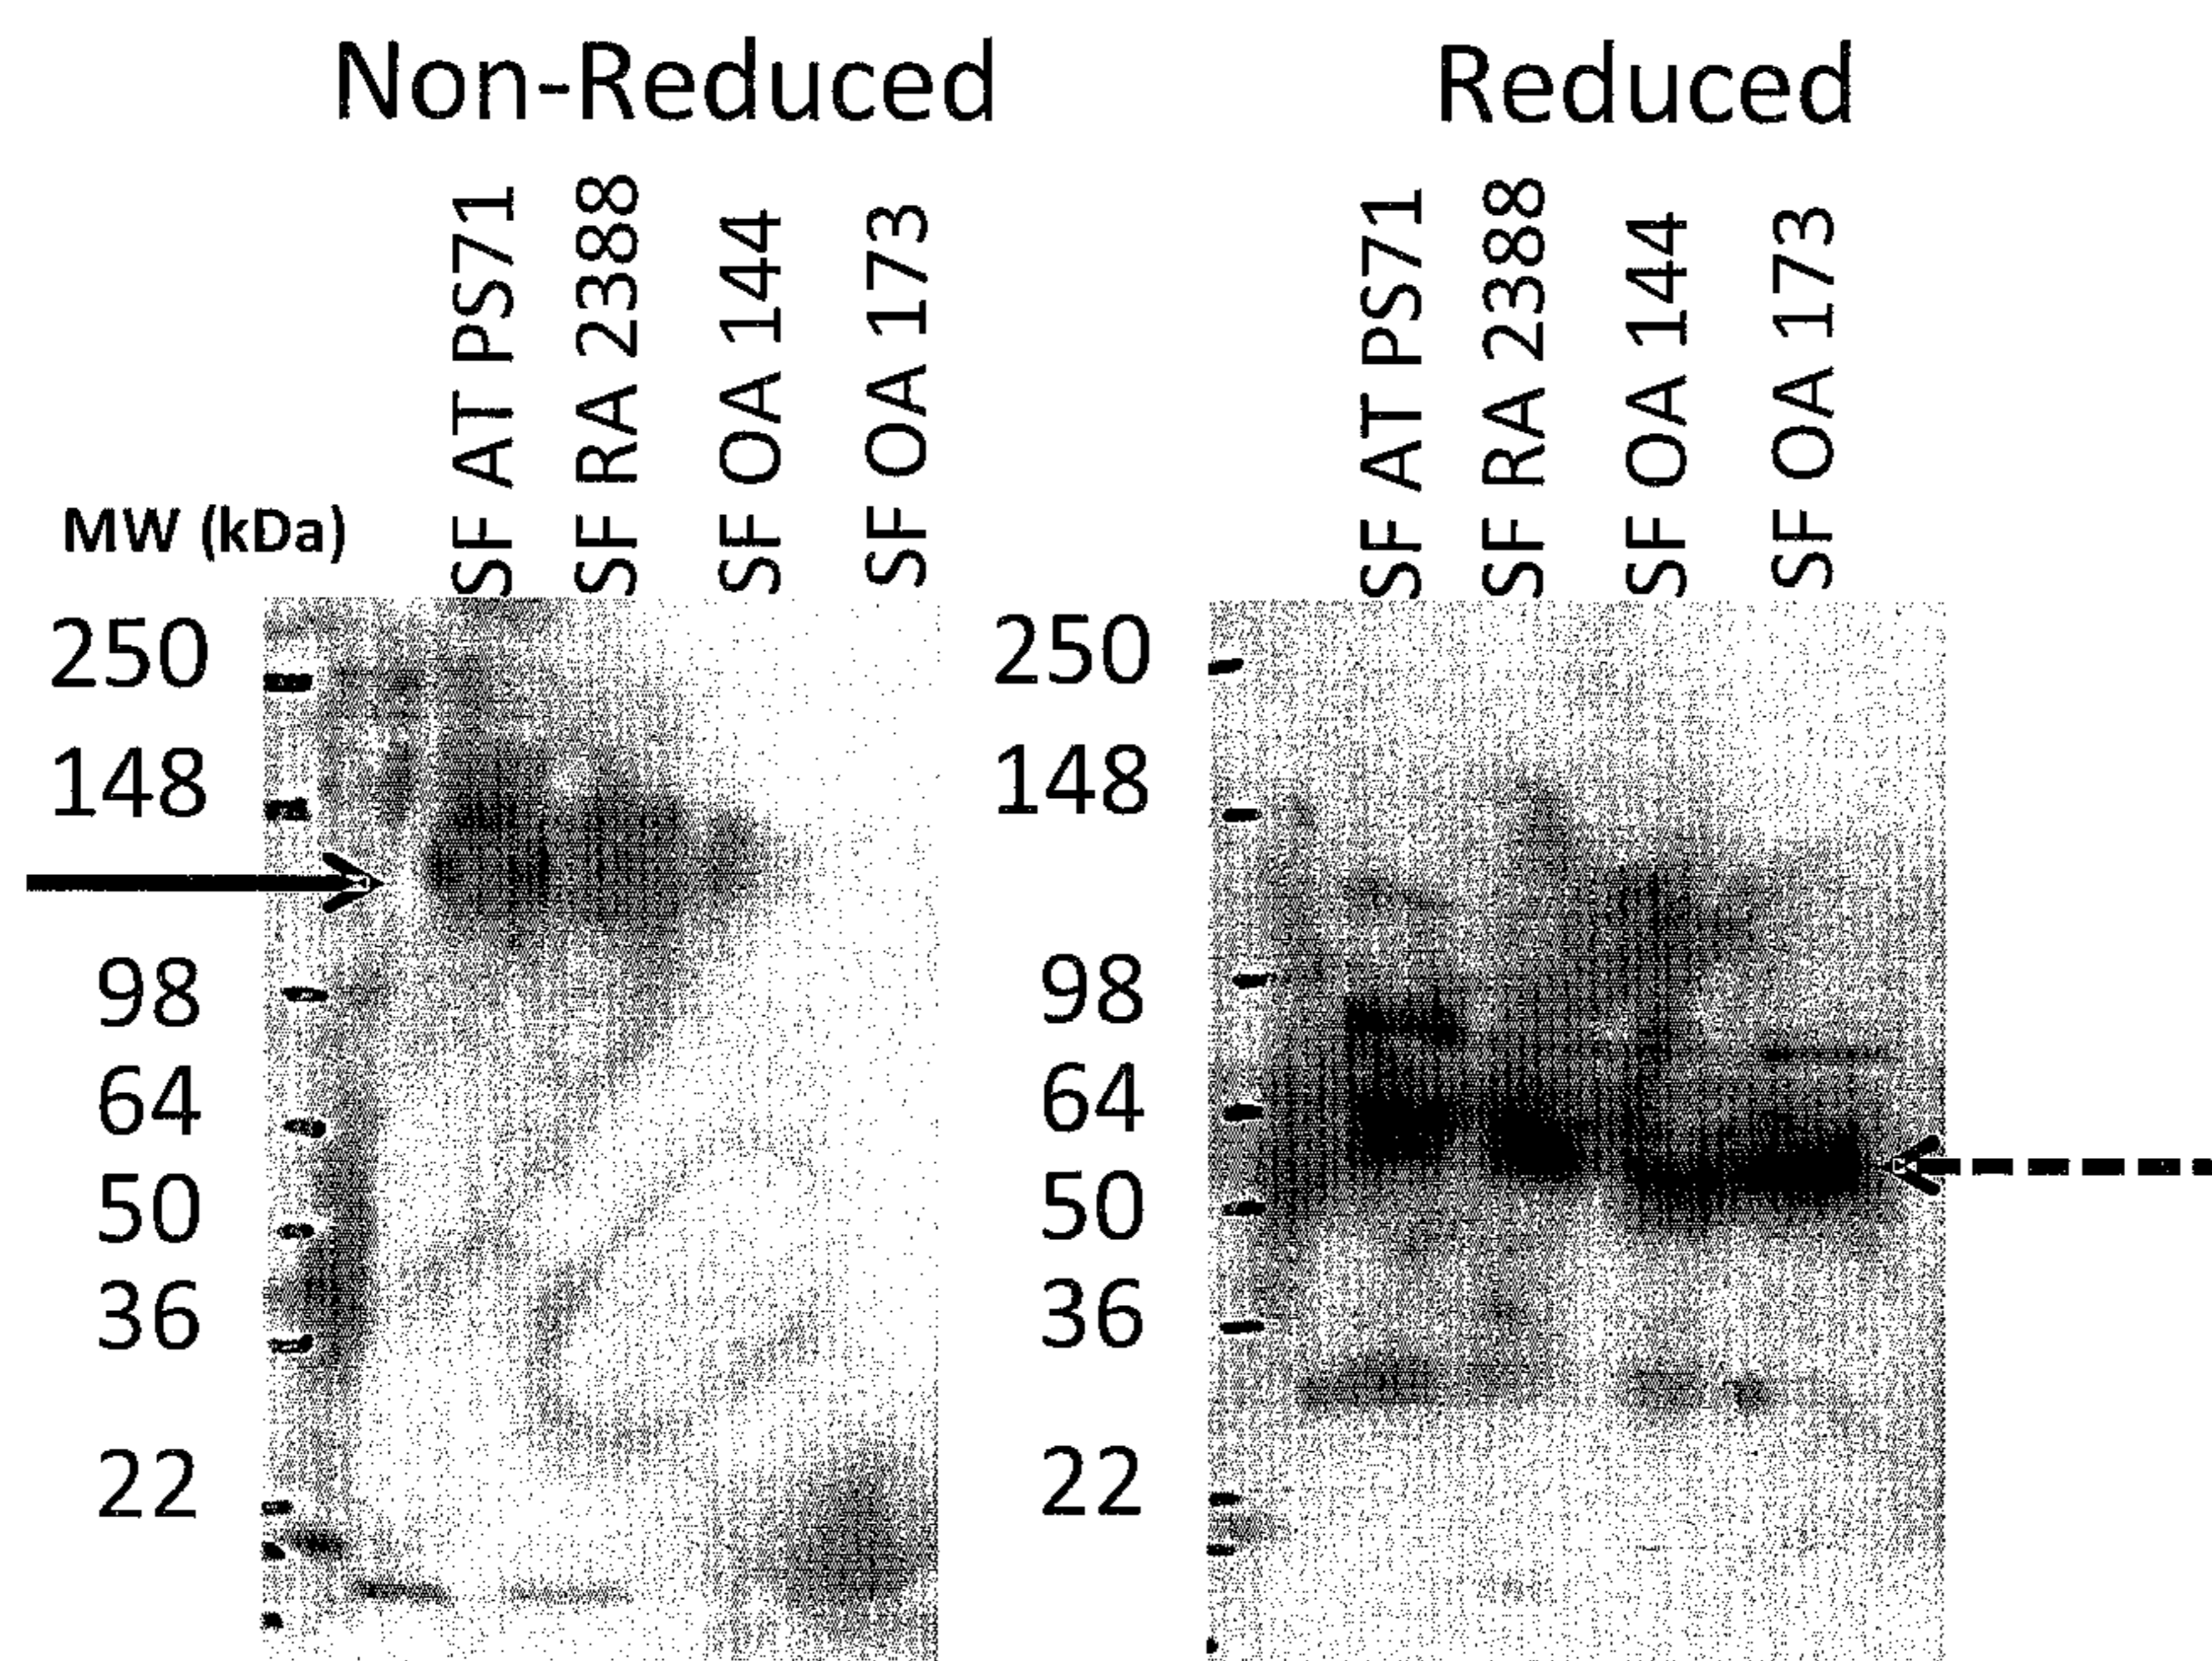 Non-Reduced
Reduced
SF AT PS71
SF RA 2388
SF OA 144
SF OA 173
SF AT PS71
SF RA 2388
SF OA 144
SF OA 173
MW (kDa)
250
148
98
64
50
36
22
250
148
98
64
50
36
22